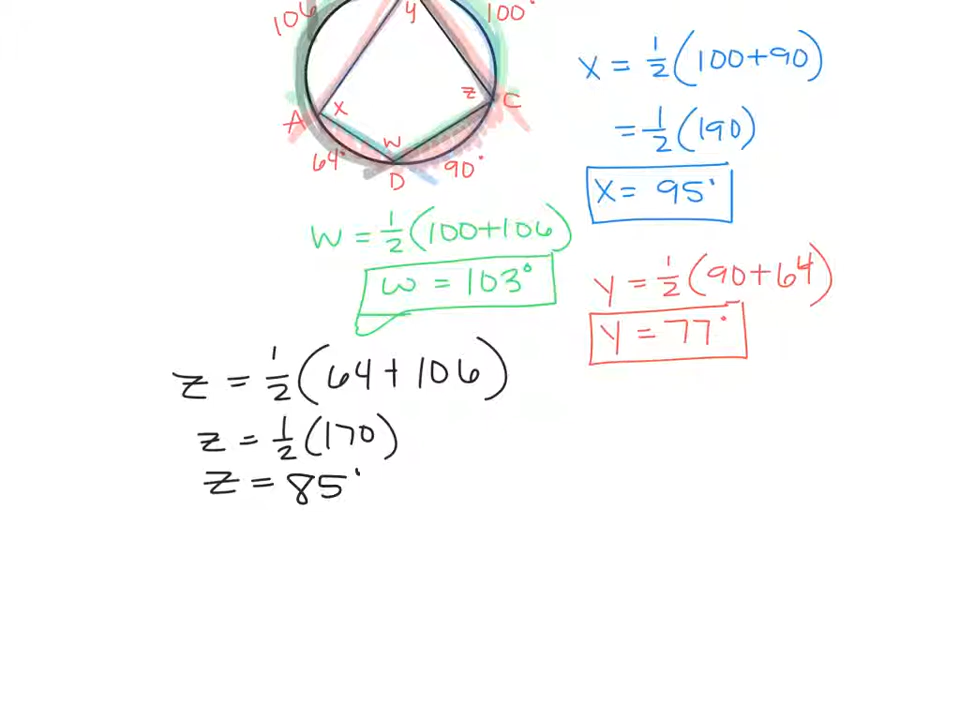 106
y
100°
x
z
A
C
w
64°
90°
D
x = 1/2(100+90)
= 1/2(190)
x = 95°
w = 1/2(100+106)
w = 103°
y = 1/2(90+64)
y = 77°
z = 1/2(64+106)
z = 1/2(170)
z = 85°